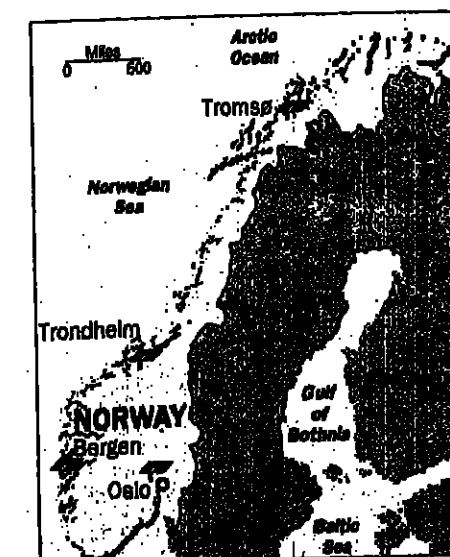 Arctic
Ocean
Miles
0 500
Tromsø
Norwegian
Sea
Trondheim
NORWAY
Bergen
Oslo
Gulf
of
Bothnia
Baltic
Sea